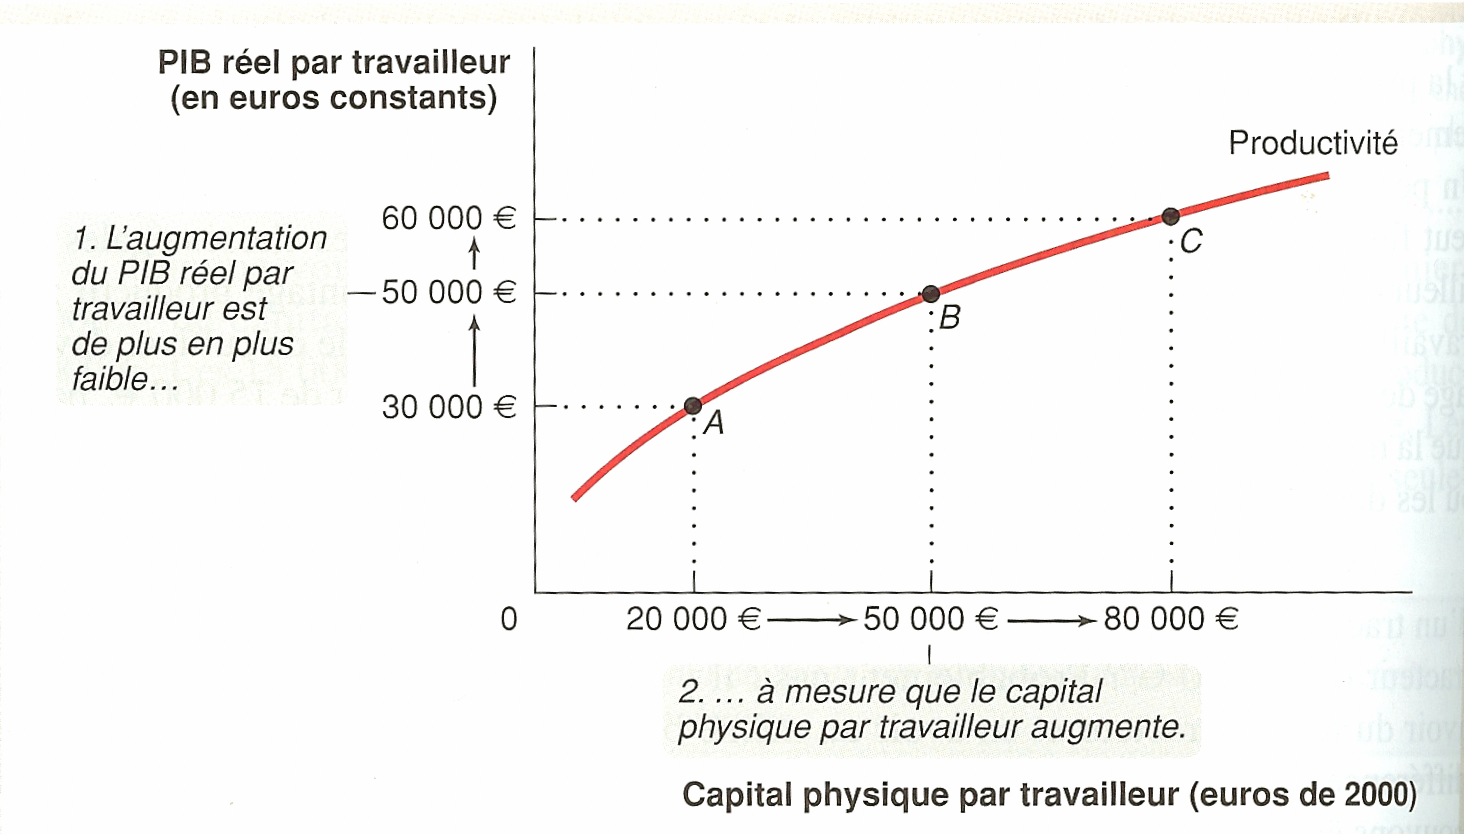 PIB réel par travailleur
(en euros constants)
Productivité
60 000 €
1. L'augmentation
du PIB réel par
travailleur est
de plus en plus
faible...
50 000 €
30 000 €
A
B
C
0
20 000 €
50 000 €
80 000 €
2. ... à mesure que le capital
physique par travailleur augmente.
Capital physique par travailleur (euros de 2000)